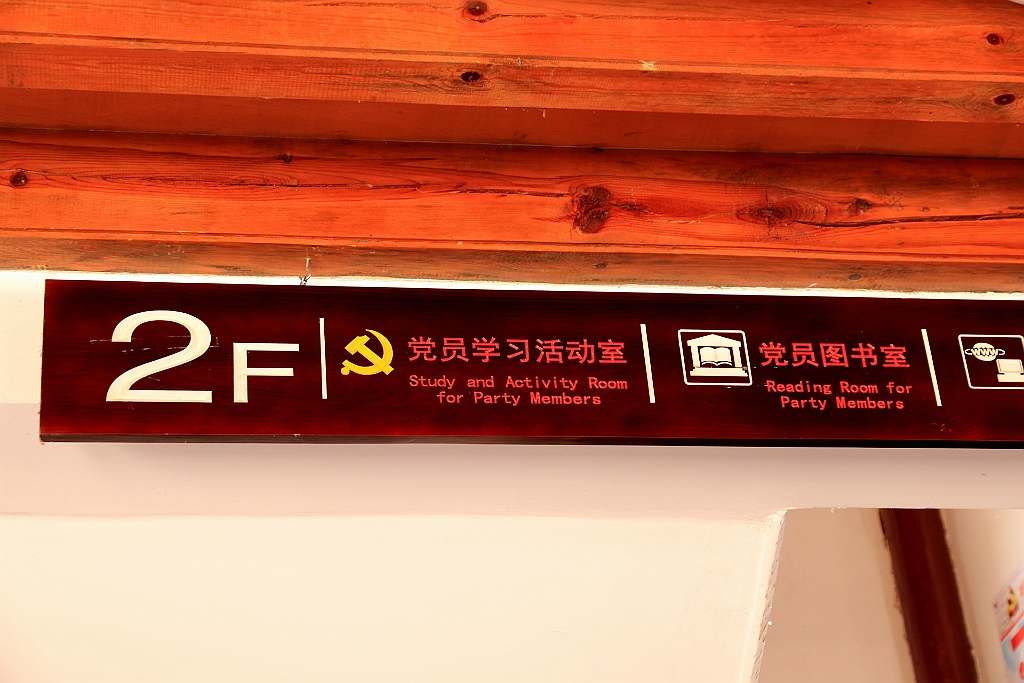 2F
党员学习活动室
Study and Activity Room
for Party Members
党员图书室
Reading Room for
Party Members